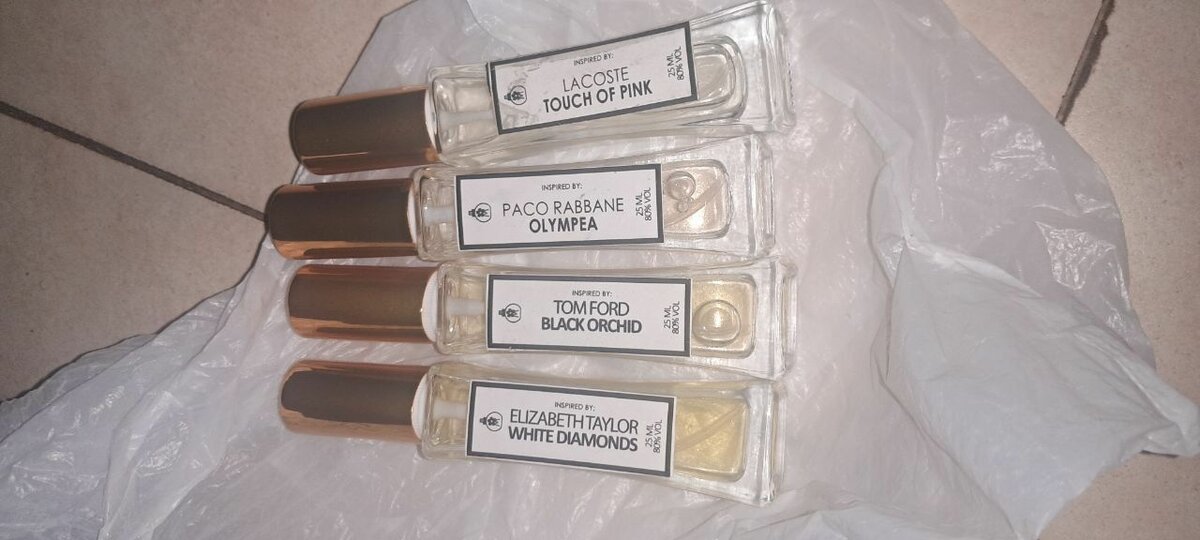 INSPIRED BY:
LACOSTE
TOUCH OF PINK
25 ML
80% VOL
INSPIRED BY:
PACO RABBANE
OLYMPEA
25 ML
80% VOL
INSPIRED BY:
TOM FORD
BLACK ORCHID
25 ML
80% VOL
INSPIRED BY:
ELIZABETH TAYLOR
WHITE DIAMONDS
25 ML
80% VOL